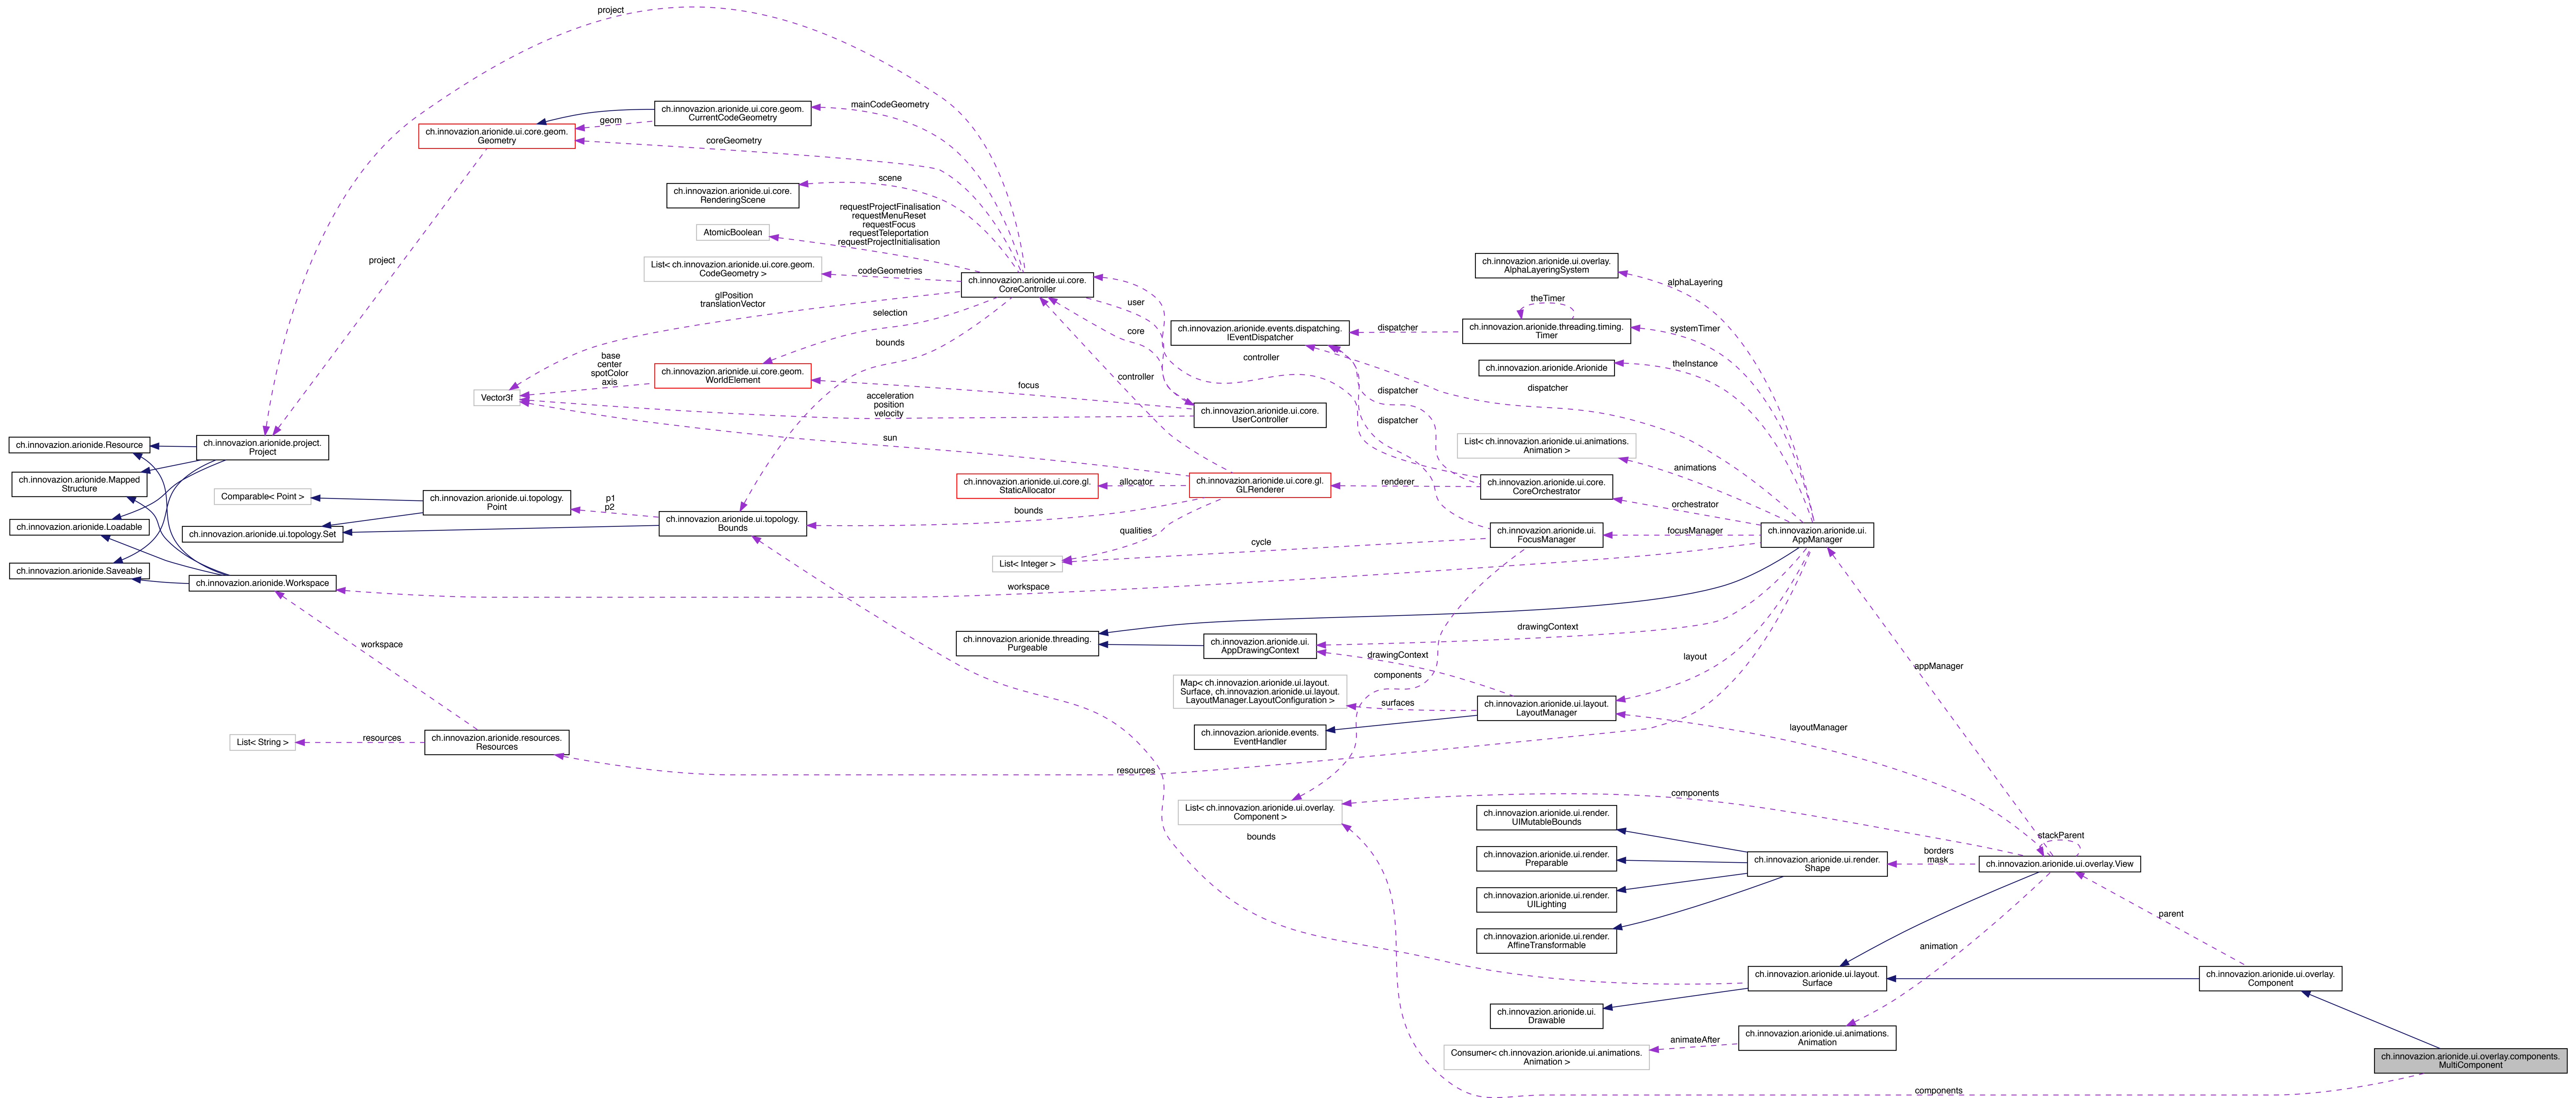 project
ch.innovazion.arionide.ui.core.geom.
CurrentCodeGeometry
mainCodeGeometry
geom
ch.innovazion.arionide.ui.core.geom.
Geometry
coreGeometry
scene
ch.innovazion.arionide.ui.core.
RenderingScene
requestProjectFinalisation
requestMenuReset
requestFocus
requestTeleportation
requestProjectInitialisation
AtomicBoolean
project
List< ch.innovazion.arionide.ui.core.geom.
CodeGeometry >
codeGeometries
ch.innovazion.arionide.ui.core.
CoreController
ch.innovazion.arionide.ui.overlay.
AlphaLayeringSystem
alphaLayering
glPosition
translationVector
selection
user
theTimer
ch.innovazion.arionide.events.dispatching.
IEventDispatcher
dispatcher
ch.innovazion.arionide.threading.timing.
Timer
systemTimer
core
bounds
base
center
spotColor
axis
ch.innovazion.arionide.ui.core.geom.
WorldElement
controller
theInstance
ch.innovazion.arionide.Arionide
controller
focus
dispatcher
dispatcher
Vector3f
acceleration
position
velocity
ch.innovazion.arionide.ui.core.
UserController
dispatcher
sun
List< ch.innovazion.arionide.ui.animations.
Animation >
animations
ch.innovazion.arionide.Resource
ch.innovazion.arionide.project.
Project
ch.innovazion.arionide.Mapped
Structure
Comparable< Point >
ch.innovazion.arionide.ui.topology.
Point
p1
p2
ch.innovazion.arionide.ui.core.gl.
StaticAllocator
allocator
ch.innovazion.arionide.ui.core.gl.
GLRenderer
renderer
ch.innovazion.arionide.ui.core.
CoreOrchestrator
orchestrator
bounds
ch.innovazion.arionide.Loadable
ch.innovazion.arionide.ui.topology.Set
ch.innovazion.arionide.ui.topology.
Bounds
qualities
cycle
ch.innovazion.arionide.ui.
FocusManager
focusManager
ch.innovazion.arionide.ui.
AppManager
List< Integer >
ch.innovazion.arionide.Saveable
ch.innovazion.arionide.Workspace
workspace
drawingContext
ch.innovazion.arionide.threading.
Purgeable
ch.innovazion.arionide.ui.
AppDrawingContext
workspace
drawingContext
layout
appManager
components
Map< ch.innovazion.arionide.ui.layout.
Surface, ch.innovazion.arionide.ui.layout.
LayoutManager.LayoutConfiguration >
surfaces
ch.innovazion.arionide.ui.layout.
LayoutManager
layoutManager
ch.innovazion.arionide.events.
EventHandler
List< String >
resources
ch.innovazion.arionide.resources.
Resources
resources
components
List< ch.innovazion.arionide.ui.overlay.
Component >
ch.innovazion.arionide.ui.render.
UIMutableBounds
bounds
stackParent
ch.innovazion.arionide.ui.render.
Preparable
ch.innovazion.arionide.ui.render.
Shape
borders
mask
ch.innovazion.arionide.ui.overlay.View
ch.innovazion.arionide.ui.render.
UILighting
parent
ch.innovazion.arionide.ui.render.
AffineTransformable
animation
ch.innovazion.arionide.ui.layout.
Surface
ch.innovazion.arionide.ui.overlay.
Component
ch.innovazion.arionide.ui.
Drawable
ch.innovazion.arionide.ui.animations.
Animation
animateAfter
Consumer< ch.innovazion.arionide.ui.animations.
Animation >
ch.innovazion.arionide.ui.overlay.components.
MultiComponent
components